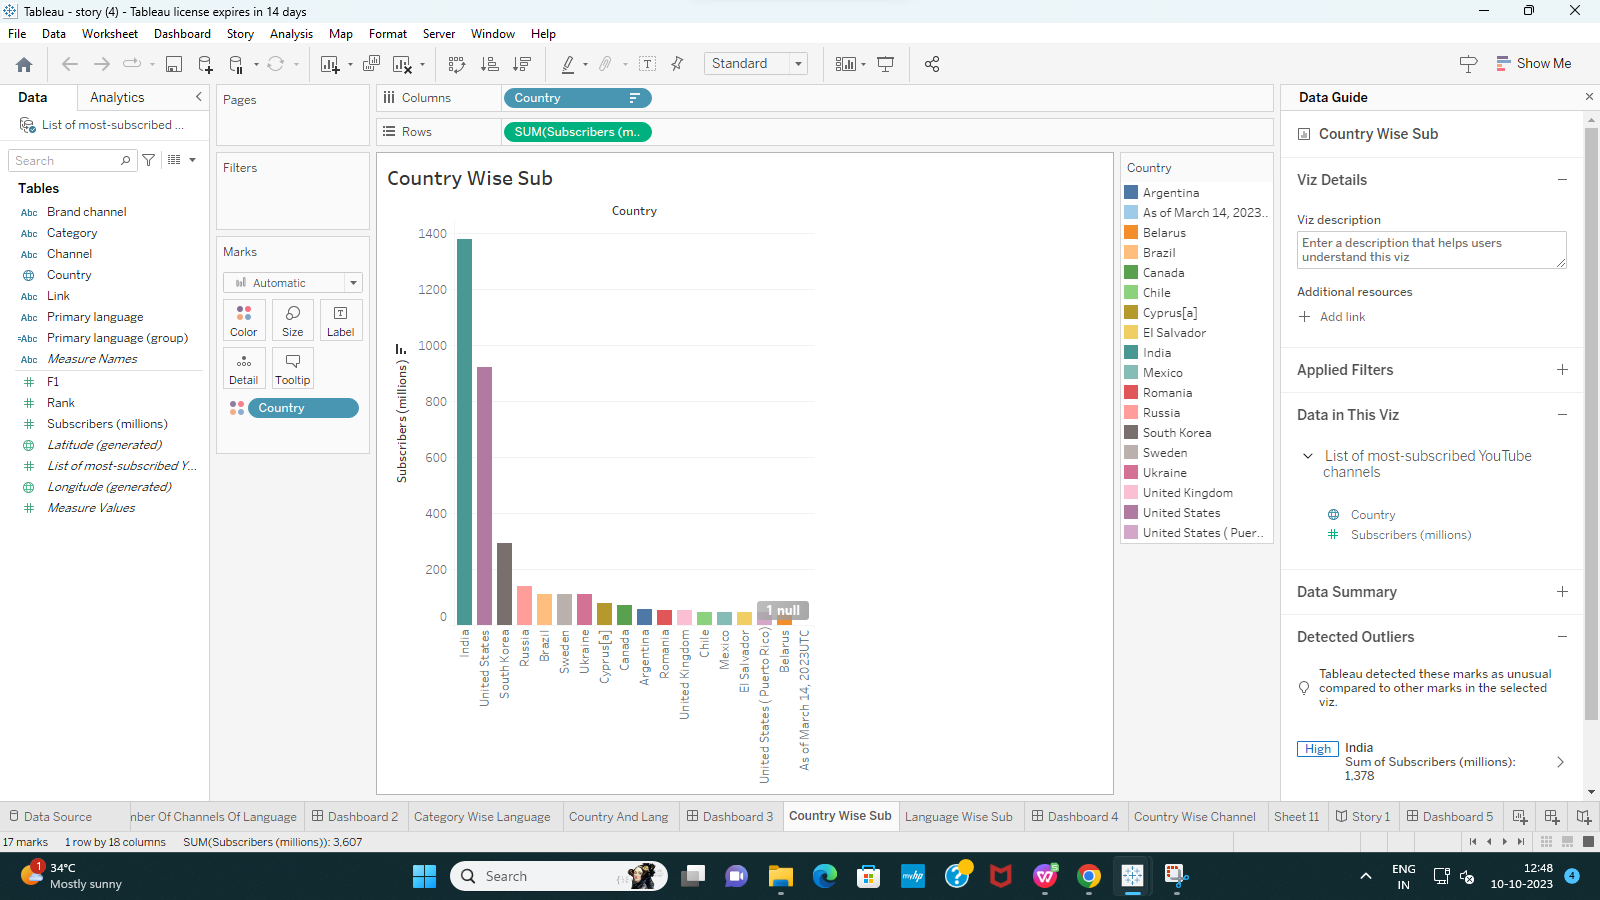 Tableau - story (4) - Tableau license expires in 14 days
File Data Worksheet Dashboard Story Analysis Map Format Server Window Help
Standard
Show Me
Data Analytics
List of most-subscribed ...
Search
Tables
Abc Brand channel
Abc Category
Abc Channel
Country
Abc Link
Abc Primary language
=Abc Primary language (group)
Abc Measure Names
F1
Rank
Subscribers (millions)
Latitude (generated)
List of most-subscribed Y...
Longitude (generated)
Measure Values
Pages
Filters
Marks
Automatic
Color Size Label
Detail Tooltip
Country
Columns Country
Rows SUM(Subscribers (m..
Country Wise Sub
Country
Subscribers (millions)
1400
1200
1000
800
600
400
200
0
1 null
India
United States
South Korea
Russia
Brazil
Sweden
Ukraine
Cyprus[a]
Canada
Argentina
Romania
United Kingdom
Chile
Mexico
El Salvador
United States ( Puerto Rico)
Belarus
As of March 14, 2023UTC
Country
Argentina
As of March 14, 2023..
Belarus
Brazil
Canada
Chile
Cyprus[a]
El Salvador
India
Mexico
Romania
Russia
South Korea
Sweden
Ukraine
United Kingdom
United States
United States ( Puer..
Data Guide
Country Wise Sub
Viz Details
Viz description
Enter a description that helps users
understand this viz
Additional resources
Add link
Applied Filters
Data in This Viz
List of most-subscribed YouTube
channels
Country
Subscribers (millions)
Data Summary
Detected Outliers
Tableau detected these marks as unusual
compared to other marks in the selected
viz.
High India
Sum of Subscribers (millions):
1,378
Data Source nber Of Channels Of Language Dashboard 2 Category Wise Language Country And Lang Dashboard 3 Country Wise Sub Language Wise Sub Dashboard 4 Country Wise Channel Sheet 11 Story 1 Dashboard 5
17 marks 1 row by 18 columns SUM(Subscribers (millions)): 3,607
1
34°C
Mostly sunny
Search
myhp
5
ENG
IN
12:48
10-10-2023
4